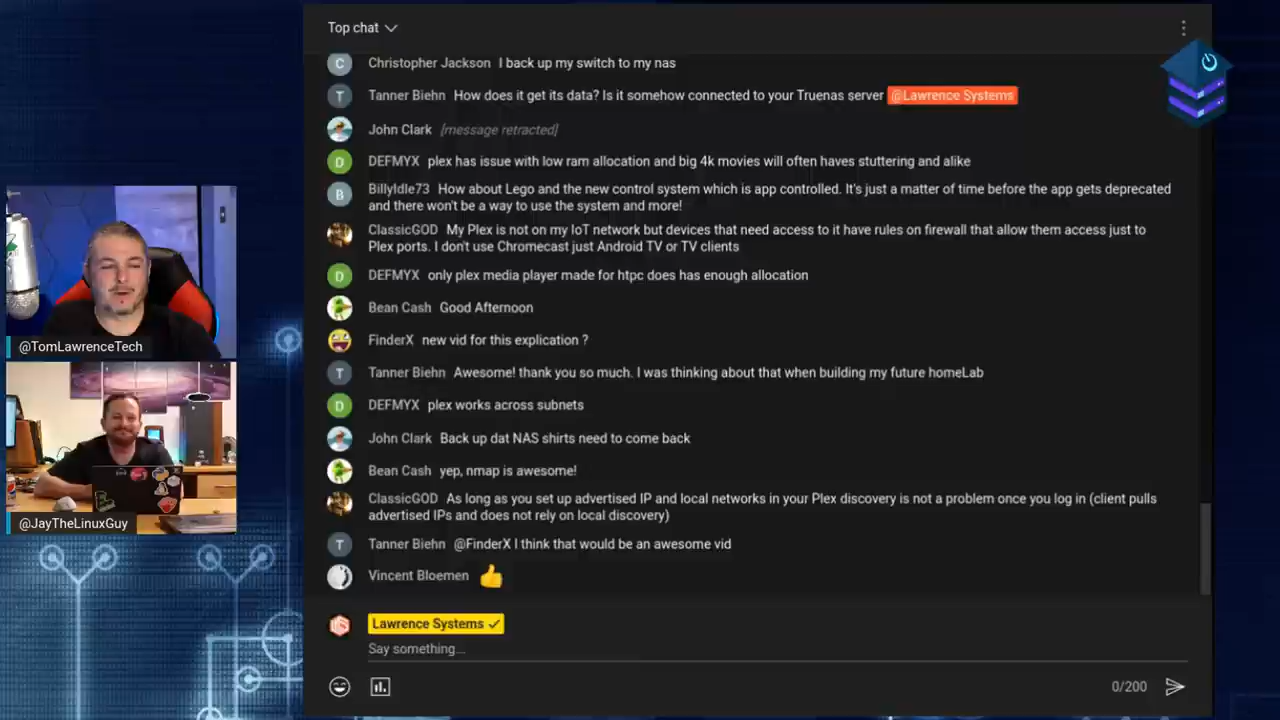 Top chat
C Christopher Jackson I back up my switch to my nas
T Tanner Biehn How does it get its data? Is it somehow connected to your Truenas server @Lawrence Systems
John Clark [message retracted]
D DEFMYX plex has issue with low ram allocation and big 4k movies will often haves stuttering and alike
B BillyIdle73 How about Lego and the new control system which is app controlled. It's just a matter of time before the app gets deprecated
and there won't be a way to use the system and more!
ClassicGOD My Plex is not on my IoT network but devices that need access to it have rules on firewall that allow them access just to
Plex ports. I don't use Chromecast just Android TV or TV clients
D DEFMYX only plex media player made for htpc does has enough allocation
Bean Cash Good Afternoon
FinderX new vid for this explication ?
T Tanner Biehn Awesome! thank you so much. I was thinking about that when building my future homeLab
D DEFMYX plex works across subnets
John Clark Back up dat NAS shirts need to come back
Bean Cash yep, nmap is awesome!
ClassicGOD As long as you set up advertised IP and local networks in your Plex discovery is not a problem once you log in (client pulls
advertised IPs and does not rely on local discovery)
T Tanner Biehn @FinderX I think that would be an awesome vid
Vincent Bloemen 👍
Lawrence Systems ✓
Say something...
0/200
@TomLawrenceTech
@JayTheLinuxGuy